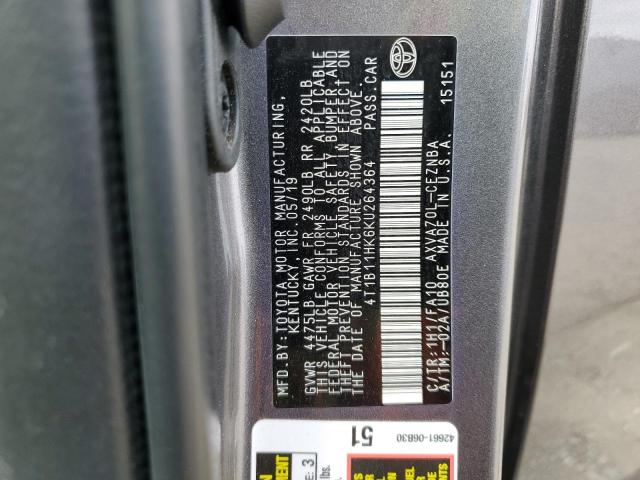 MFD.BY:TOYOTA MOTOR MANUFACTURING,
KENTUCKY, INC. 05/19
GVWR 4475LB GAWR FR 2490LB RR 2420LB
THIS VEHICLE CONFORMS TO ALL APPLICABLE
FEDERAL MOTOR VEHICLE SAFETY, BUMPER, AND
THEFT PREVENTION STANDARDS IN EFFECT ON
THE DATE OF MANUFACTURE SHOWN ABOVE.
4T1B11HK6KU264364 PASS.CAR
C/TR:1H1/FA10 AXVA70L-CEZNBA
A/TM:-02A/UB80E MADE IN U.S.A. 15151
42661-06B30
51